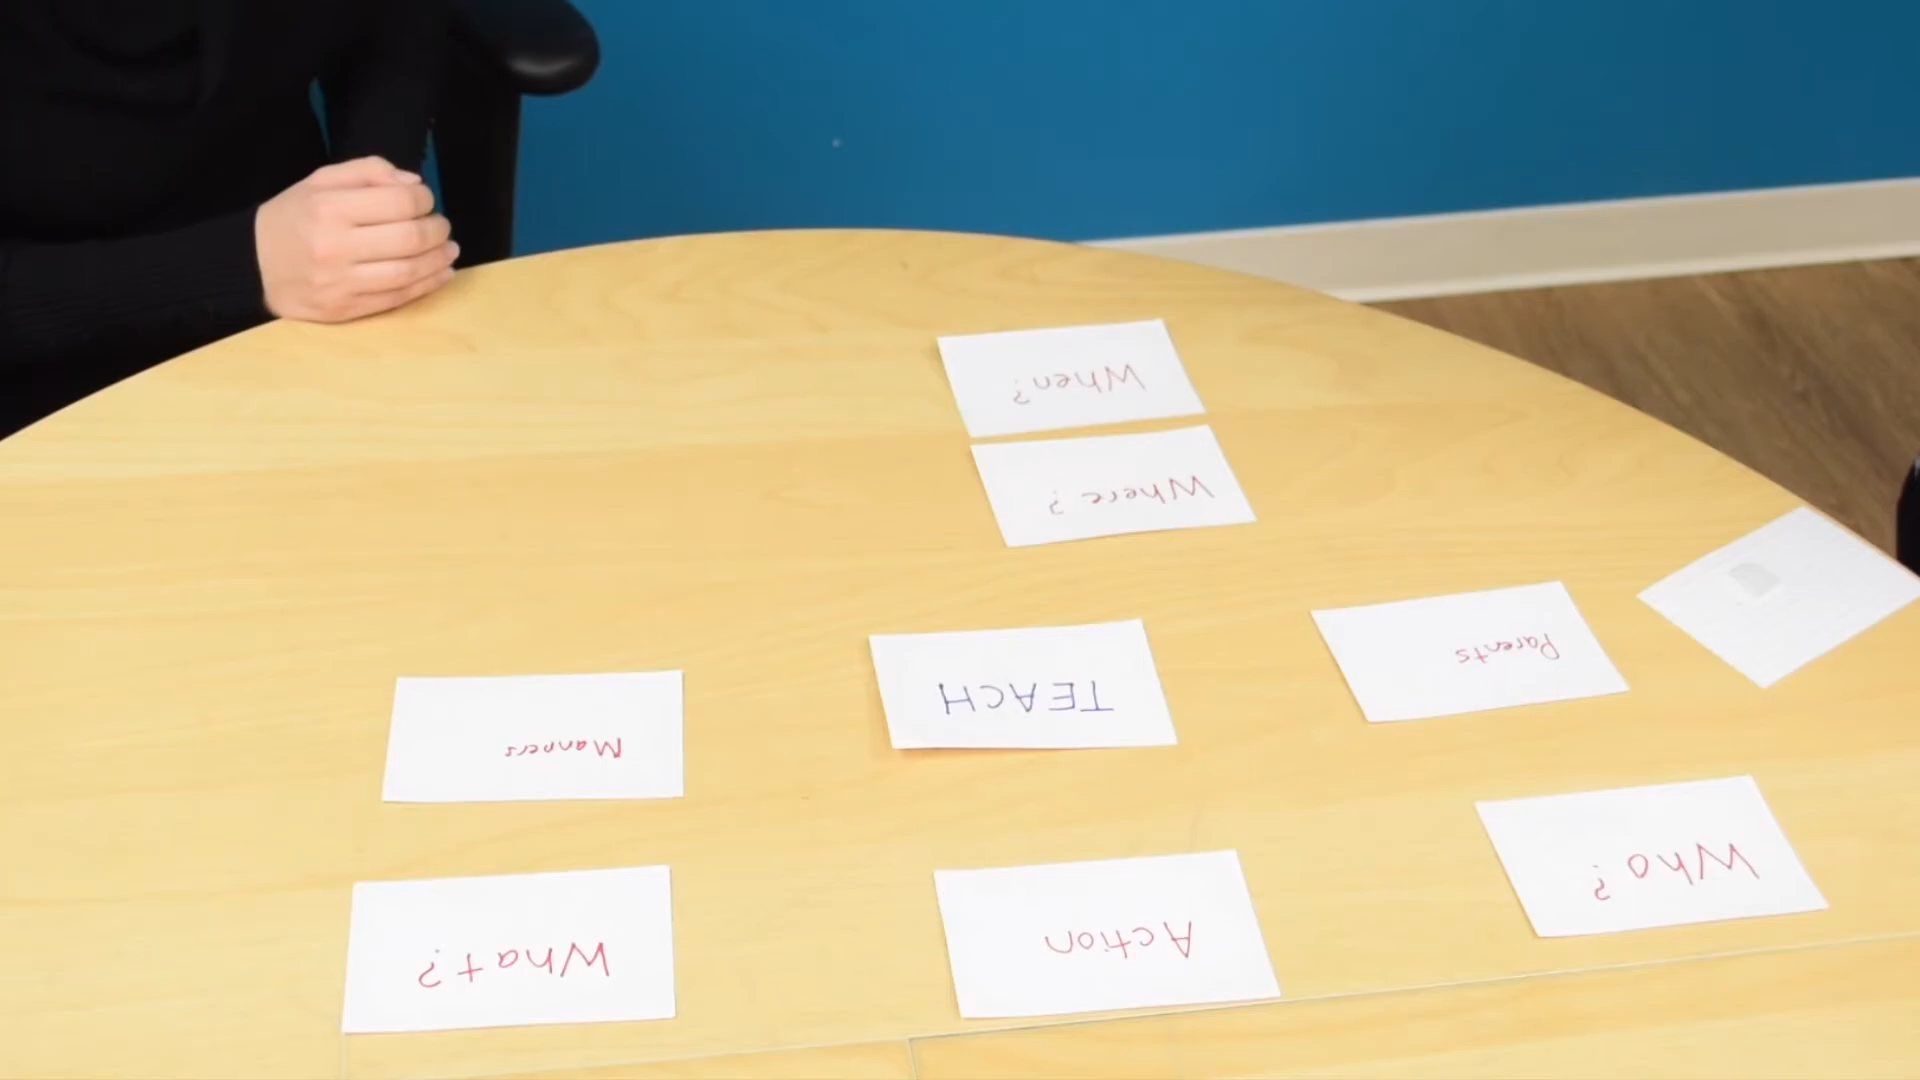 Who?
Action
What?
Parents
TEACH
Manners
Where?
When?